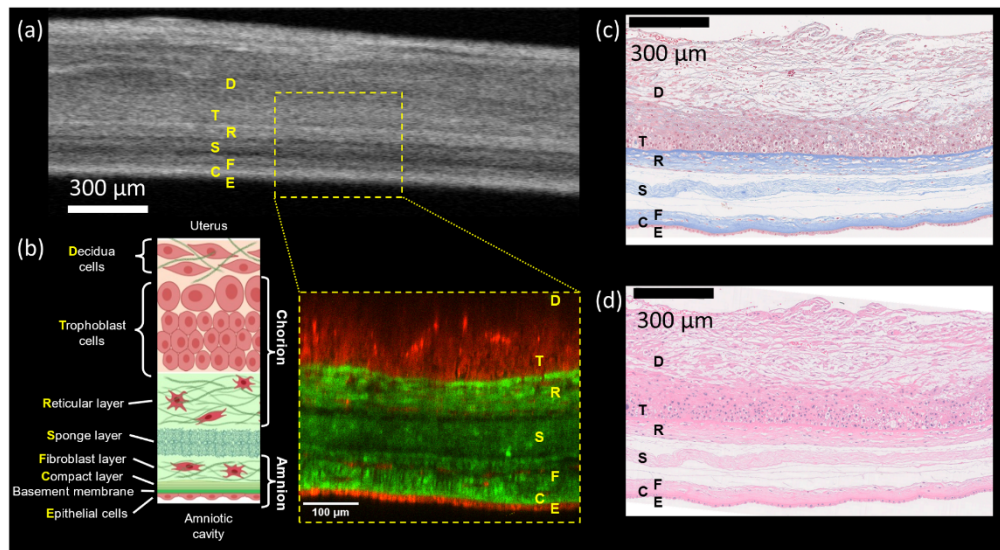 (a)
D
T
R
S
F
C
E
300 µm
(b)
Uterus
Decidua
cells
Trophoblast
cells
Reticular layer
Sponge layer
Fibroblast layer
Compact layer
Basement membrane
Epithelial cells
Chorion
Amnion
Amniotic
cavity
D
T
R
S
F
C
E
100 µm
(c)
300 µm
D
T
R
S
F
C
E
(d)
300 µm
D
T
R
S
F
C
E